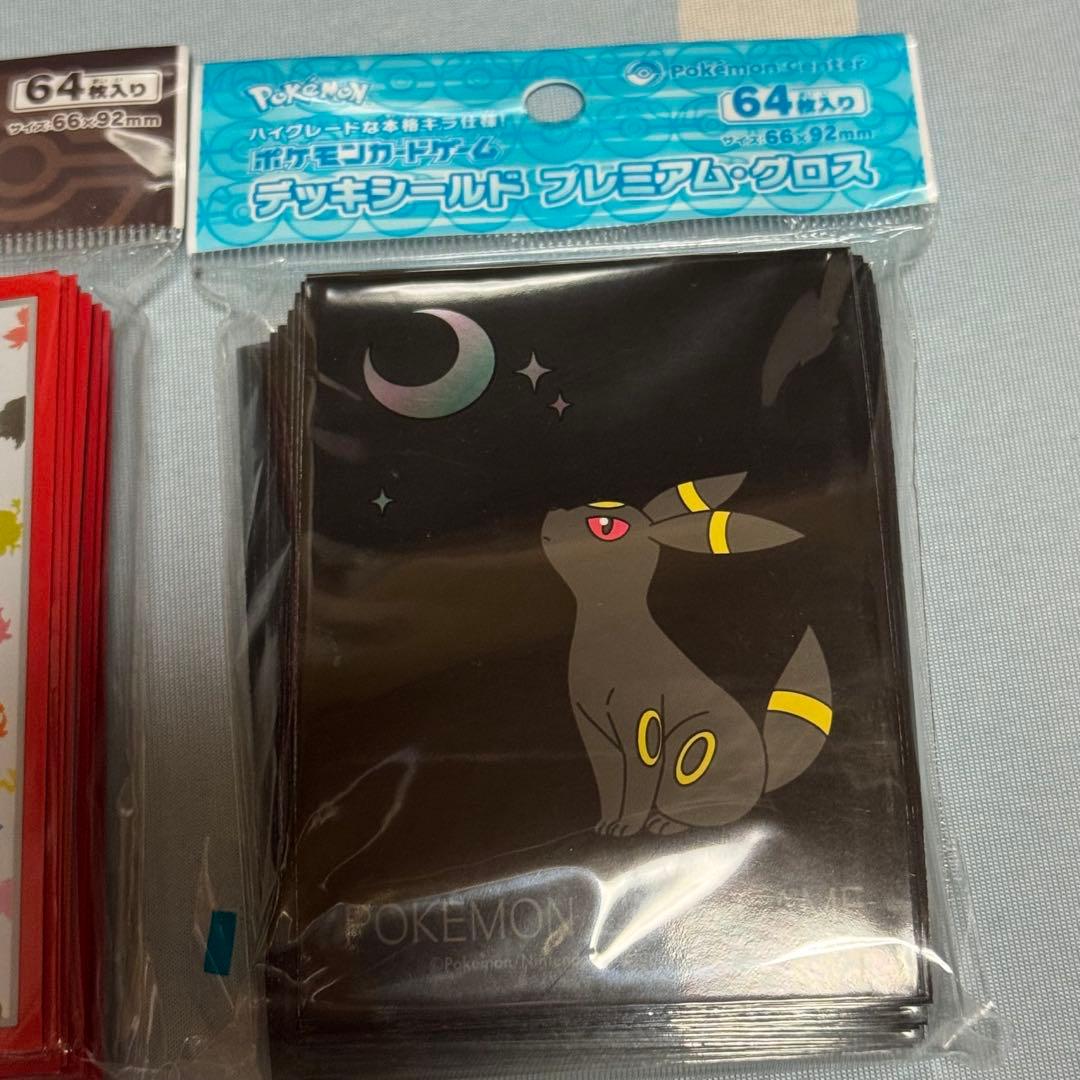 64枚入り
サイズ:66×92mm
Pokémon
Pokémon Center
64枚入り
サイズ:66×92mm
ハイグレードな本格キラ仕様!
ポケモンカードゲーム
デッキシールド プレミアム・グロス
POKEMON
©Pokémon/Nintendo